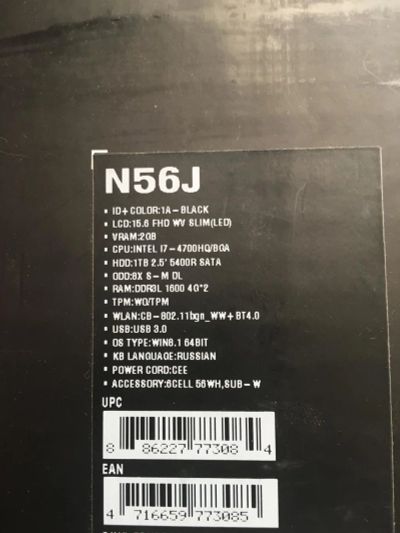 N56J
• ID+ COLOR:1A-BLACK
• LCD:15.6 FHD WV SLIM(LED)
• VRAM:2GB
• CPU:INTEL I7-4700HQ/BGA
• HDD:1TB 2.5' 5400R SATA
• ODD:8X S-M DL
• RAM:DDR3L 1600 4G*2
• TPM:WO/TPM
• WLAN:CB-802.11bgn_WW+BT4.0
• USB:USB 3.0
• OS TYPE:WIN8.1 64BIT
• KB LANGUAGE:RUSSIAN
• POWER CORD:CEE
• ACCESSORY:6CELL 56WH,SUB-W
UPC
8 86227 77308 4
EAN
4 716659 773085